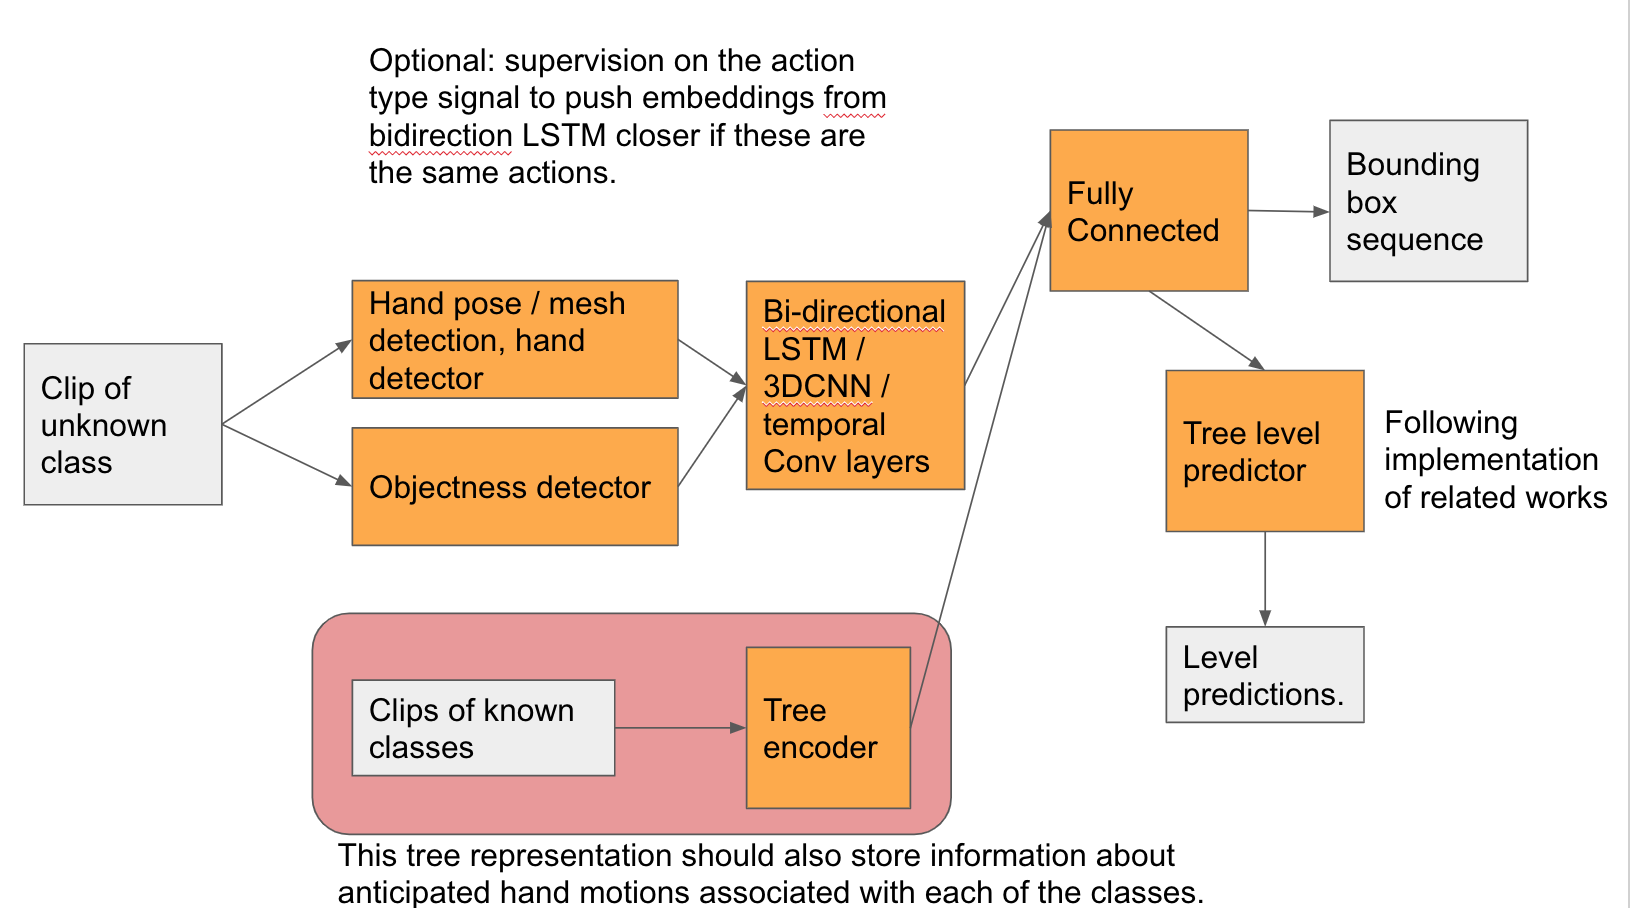 Optional: supervision on the action
type signal to push embeddings from
bidirection LSTM closer if these are
the same actions.
Clip of
unknown
class
Hand pose / mesh
detection, hand
detector
Objectness detector
Bi-directional
LSTM /
3DCNN /
temporal
Conv layers
Fully
Connected
Bounding
box
sequence
Tree level
predictor
Following
implementation
of related works
Level
predictions.
Clips of known
classes
Tree
encoder
This tree representation should also store information about
anticipated hand motions associated with each of the classes.